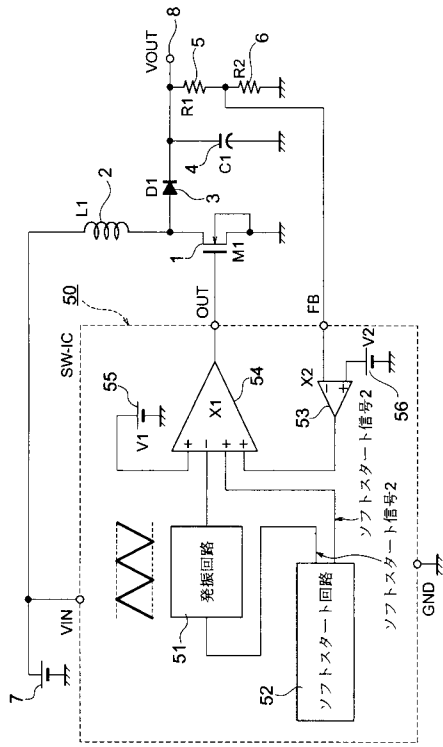 50
SW-IC
VIN
7
L1
2
VOUT
8
D1
3
5
R1
6
R2
4
C1
1
M1
OUT
FB
55
V1
X1
54
+
−
+
+
X2
53
−
+
V2
56
発振回路
51
ソフトスタート回路
52
ソフトスタート信号2
ソフトスタート信号2
GND